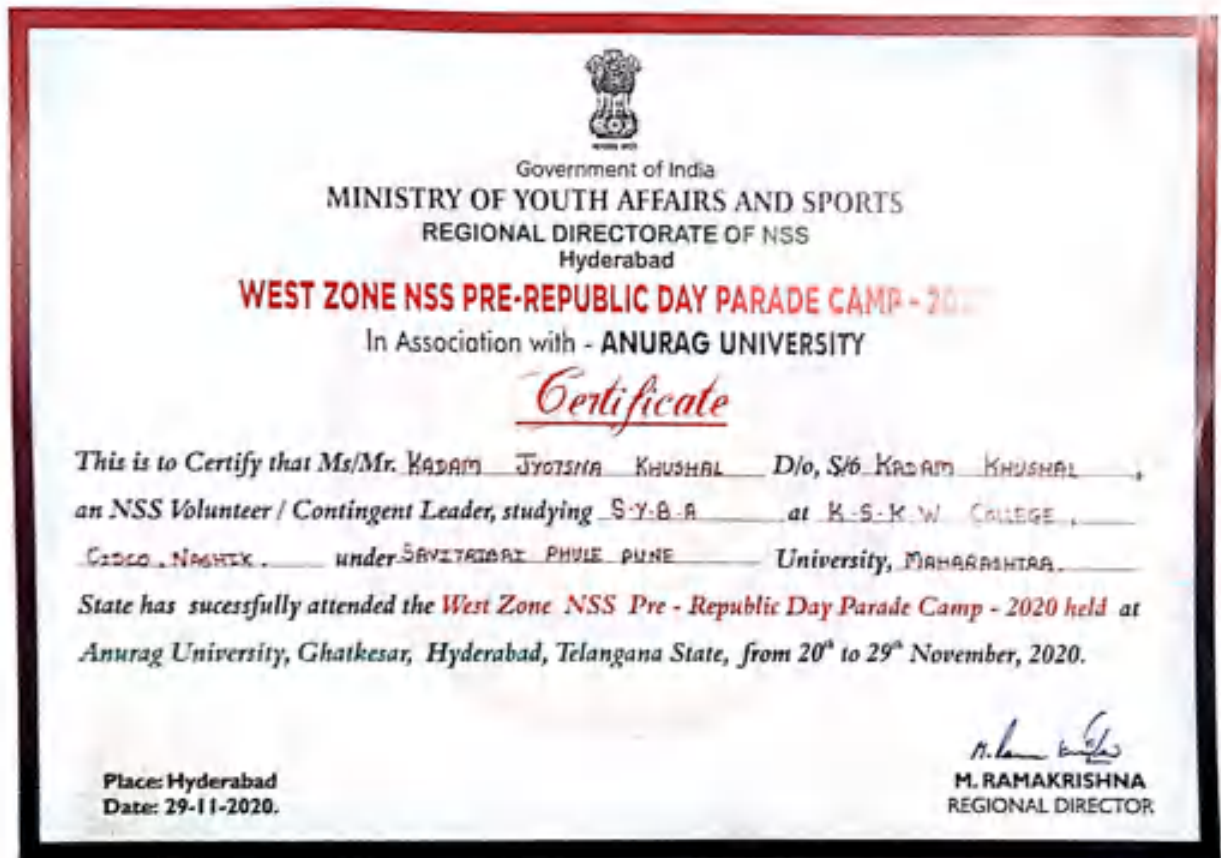 Government of India
MINISTRY OF YOUTH AFFAIRS AND SPORTS
REGIONAL DIRECTORATE OF NSS
Hyderabad
WEST ZONE NSS PRE-REPUBLIC DAY PARADE CAMP - 202
In Association with - ANURAG UNIVERSITY
Certificate
This is to Certify that Ms/Mr. KADAM JYOTSNA KHUSHAL D/o, S/o KADAM KHUSHAL ,
an NSS Volunteer / Contingent Leader, studying S.Y.B.A at K.S.K.W COLLEGE ,
CIDCO, NASHIK. under SAVITRIBAI PHULE PUNE University, MAHARASHTRA.
State has sucessfully attended the West Zone NSS Pre - Republic Day Parade Camp - 2020 held at
Anurag University, Ghatkesar, Hyderabad, Telangana State, from 20th to 29th November, 2020.
Place: Hyderabad
Date: 29-11-2020.
M. RAMAKRISHNA
REGIONAL DIRECTOR